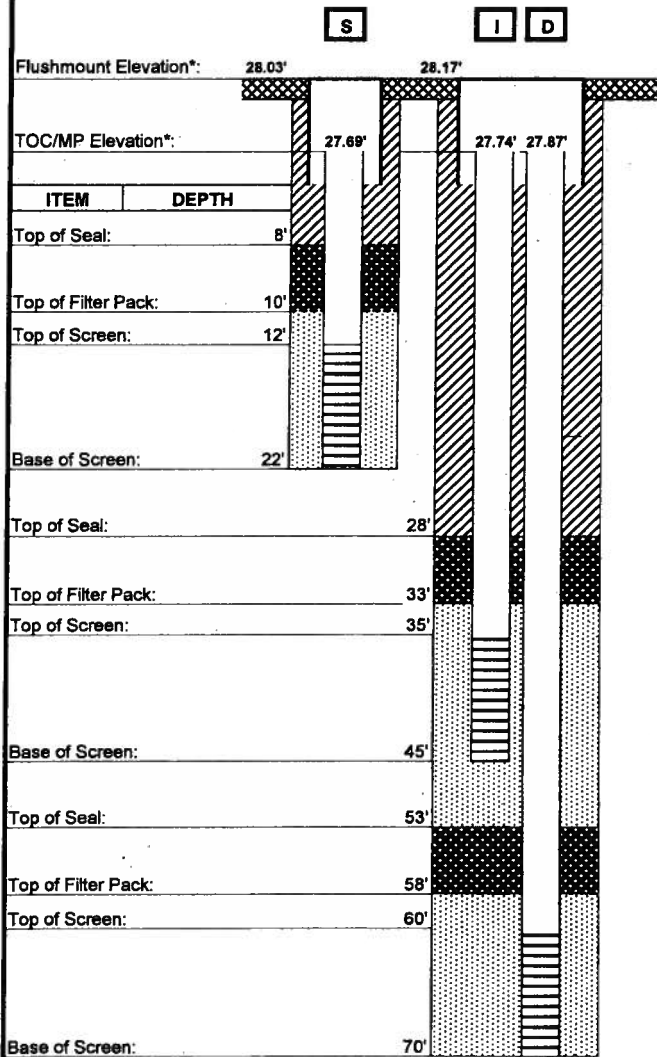 S I D
Flushmount Elevation*: 28.03' 28.17'
TOC/MP Elevation*: 27.69' 27.74' 27.87'
ITEM DEPTH
Top of Seal: 8'
Top of Filter Pack: 10'
Top of Screen: 12'
Base of Screen: 22'
Top of Seal: 28'
Top of Filter Pack: 33'
Top of Screen: 35'
Base of Screen: 45'
Top of Seal: 53'
Top of Filter Pack: 58'
Top of Screen: 60'
Base of Screen: 70'